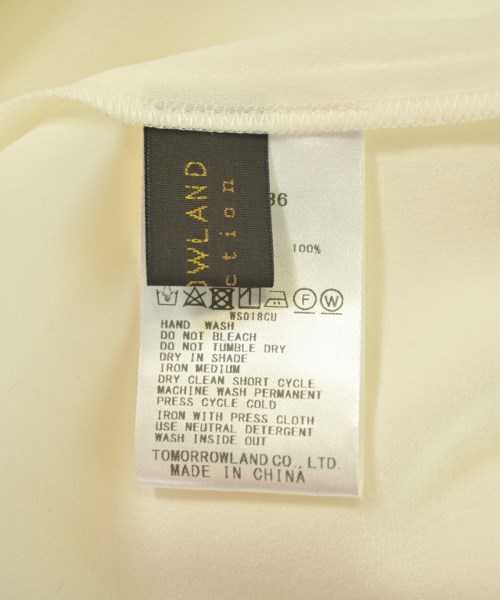 OWLAND
ction
36
100%
F W
WS018CU
HAND WASH
DO NOT BLEACH
DO NOT TUMBLE DRY
DRY IN SHADE
IRON MEDIUM
DRY CLEAN SHORT CYCLE
MACHINE WASH PERMANENT
PRESS CYCLE COLD
IRON WITH PRESS CLOTH
USE NEUTRAL DETERGENT
WASH INSIDE OUT
TOMORROWLAND CO., LTD.
MADE IN CHINA